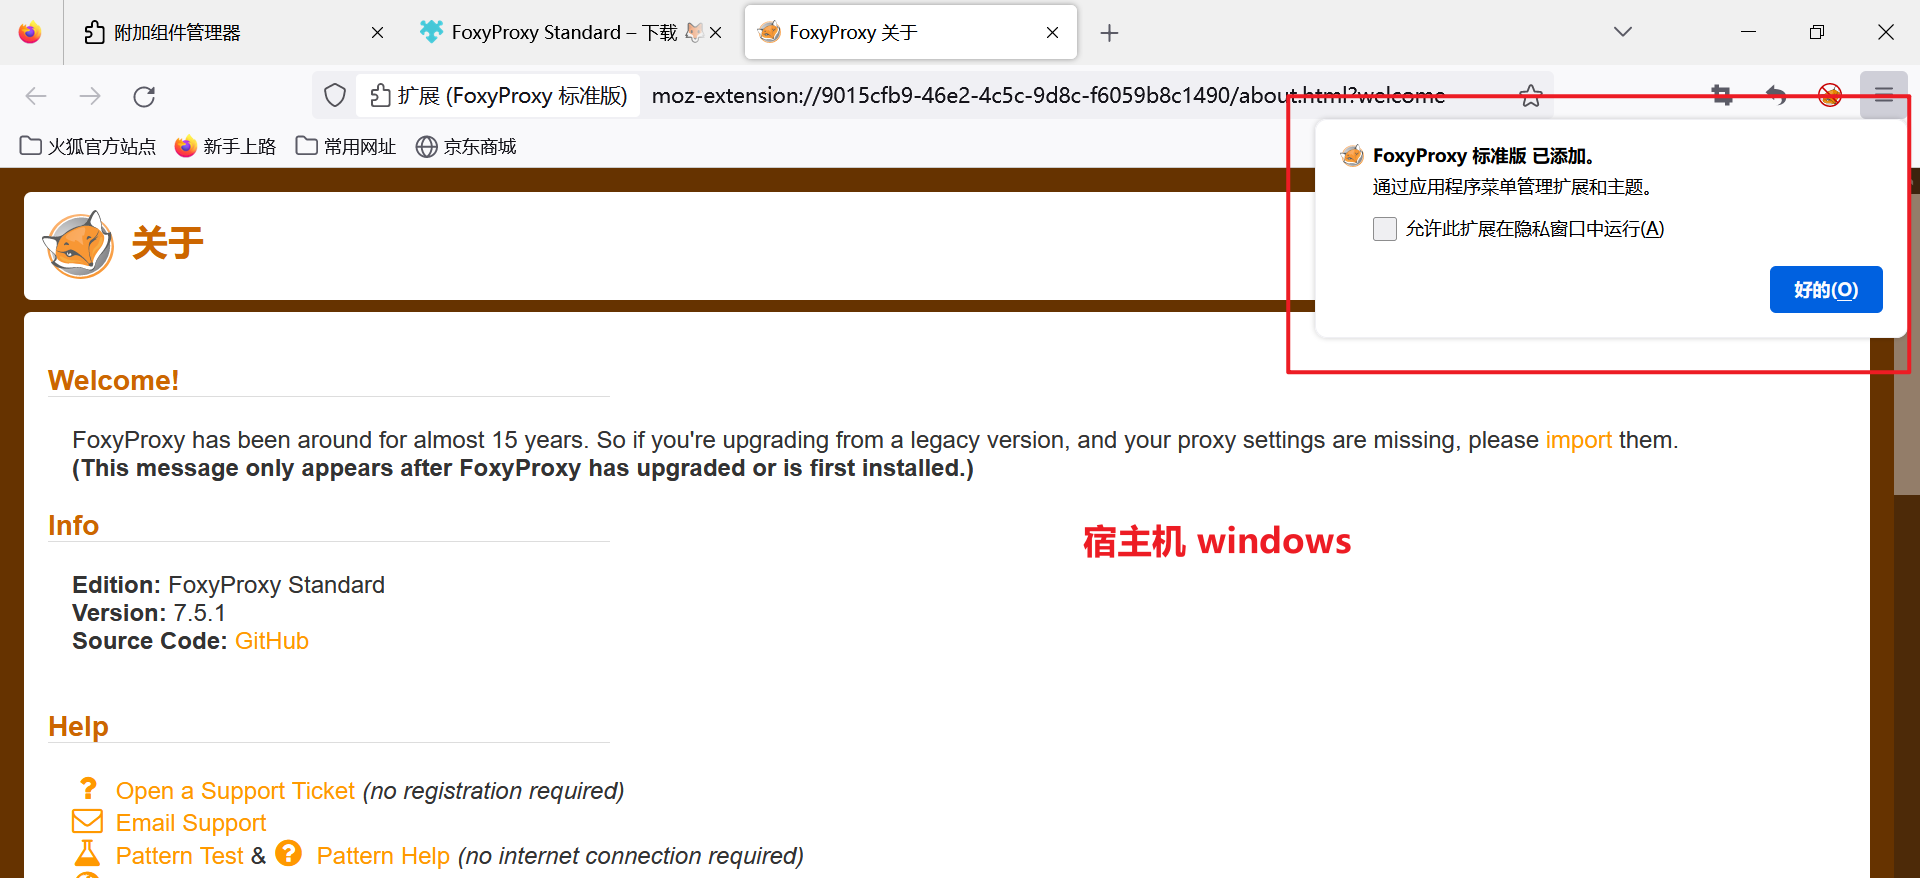 附加组件管理器
FoxyProxy Standard – 下载
FoxyProxy 关于
扩展 (FoxyProxy 标准版)
moz-extension://9015cfb9-46e2-4c5c-9d8c-f6059b8c1490/about.html?welcome
火狐官方站点
新手上路
常用网址
京东商城
FoxyProxy 标准版 已添加。
通过应用程序菜单管理扩展和主题。
允许此扩展在隐私窗口中运行(A)
好的(O)
关于
Welcome!
FoxyProxy has been around for almost 15 years. So if you're upgrading from a legacy version, and your proxy settings are missing, please import them.
(This message only appears after FoxyProxy has upgraded or is first installed.)
Info
宿主机 windows
Edition: FoxyProxy Standard
Version: 7.5.1
Source Code: GitHub
Help
Open a Support Ticket (no registration required)
Email Support
Pattern Test & Pattern Help (no internet connection required)